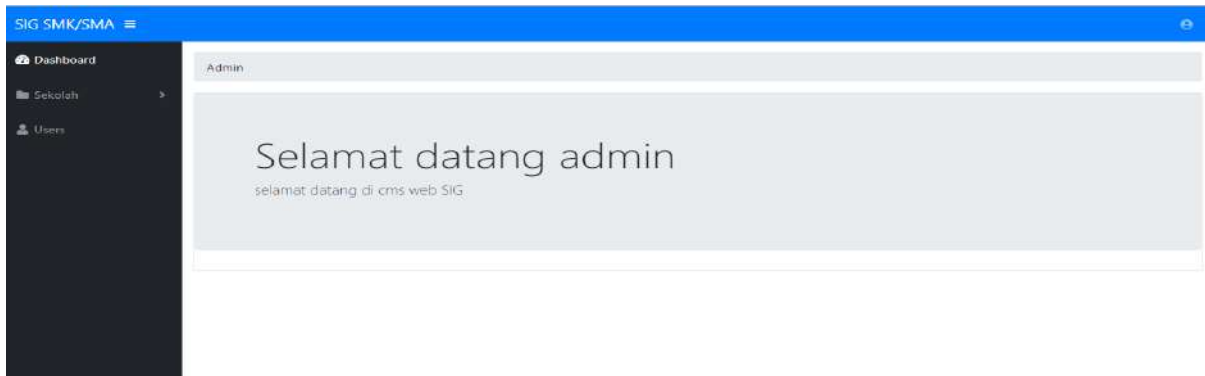 SIG SMK/SMA
Dashboard
Sekolah
Users
Admin
Selamat datang admin
selamat datang di cms web SIG